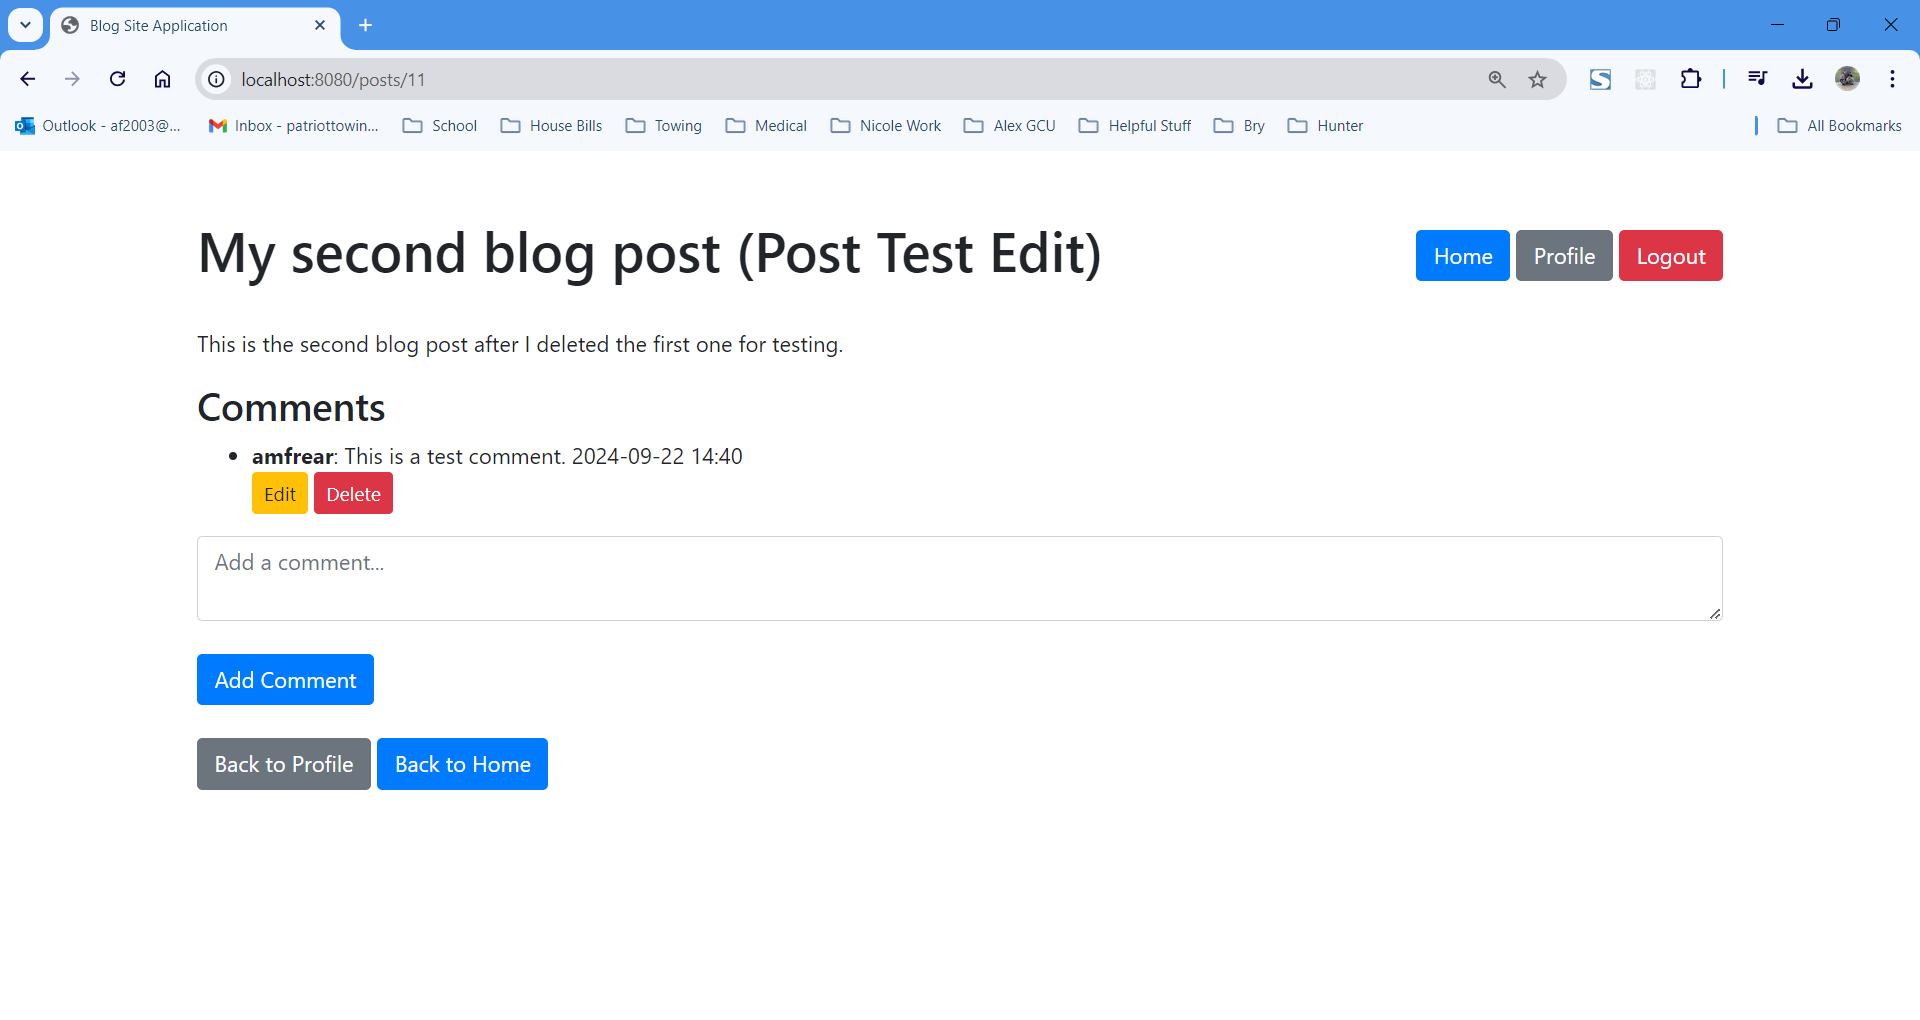 Blog Site Application
localhost:8080/posts/11
Outlook - af2003@... Inbox - patriottowin... School House Bills Towing Medical Nicole Work Alex GCU Helpful Stuff Bry Hunter All Bookmarks
My second blog post (Post Test Edit)
Home Profile Logout
This is the second blog post after I deleted the first one for testing.
Comments
amfrear: This is a test comment. 2024-09-22 14:40
Edit Delete
Add a comment...
Add Comment
Back to Profile Back to Home